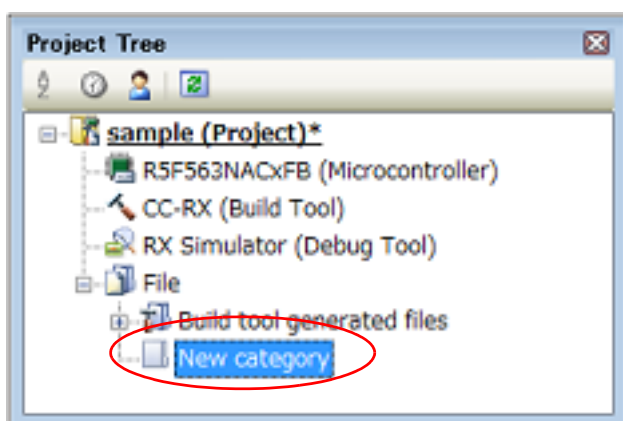 Project Tree
sample (Project)*
R5F563NACxFB (Microcontroller)
CC-RX (Build Tool)
RX Simulator (Debug Tool)
File
Build tool generated files
New category